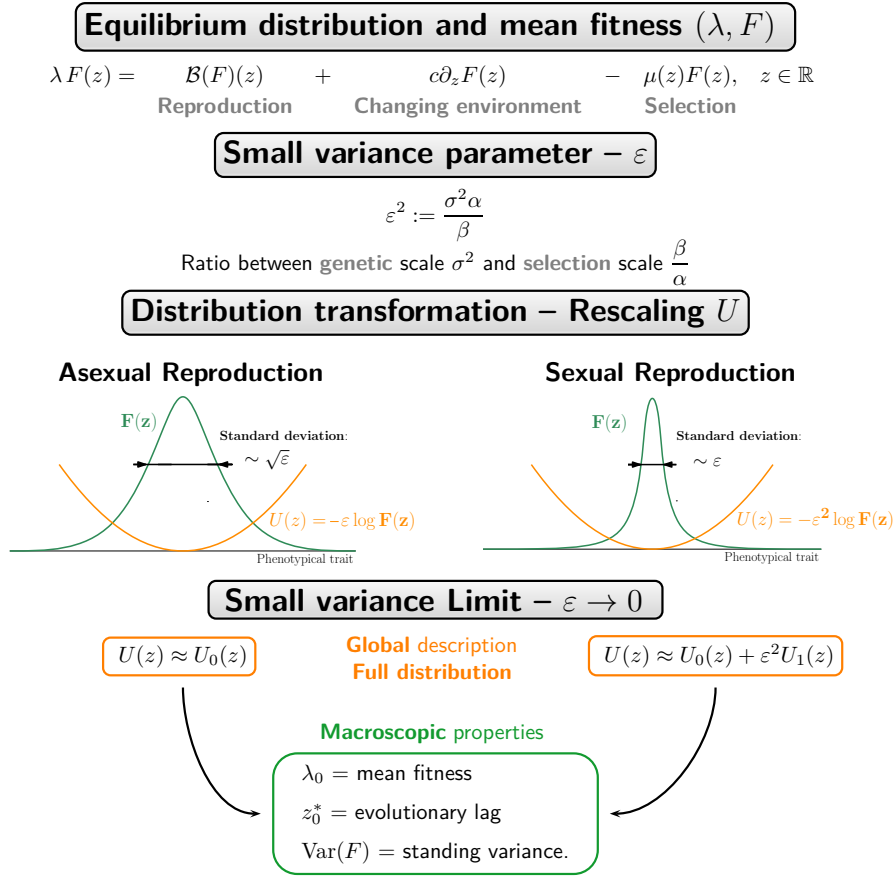 Equilibrium distribution and mean fitness (λ, F)
λ F(z) = B(F)(z) + c∂_z F(z) − μ(z)F(z), z ∈ ℝ
Reproduction Changing environment Selection
Small variance parameter – ε
ε² := σ²α / β
Ratio between genetic scale σ² and selection scale β/α
Distribution transformation – Rescaling U
Asexual Reproduction
F(z)
Standard deviation:
∼ √ε
U(z) = −ε log F(z)
Phenotypical trait
Sexual Reproduction
F(z)
Standard deviation:
∼ ε
U(z) = −ε² log F(z)
Phenotypical trait
Small variance Limit – ε → 0
U(z) ≈ U₀(z)
Global description
Full distribution
U(z) ≈ U₀(z) + ε²U₁(z)
Macroscopic properties
λ₀ = mean fitness
z₀* = evolutionary lag
Var(F) = standing variance.